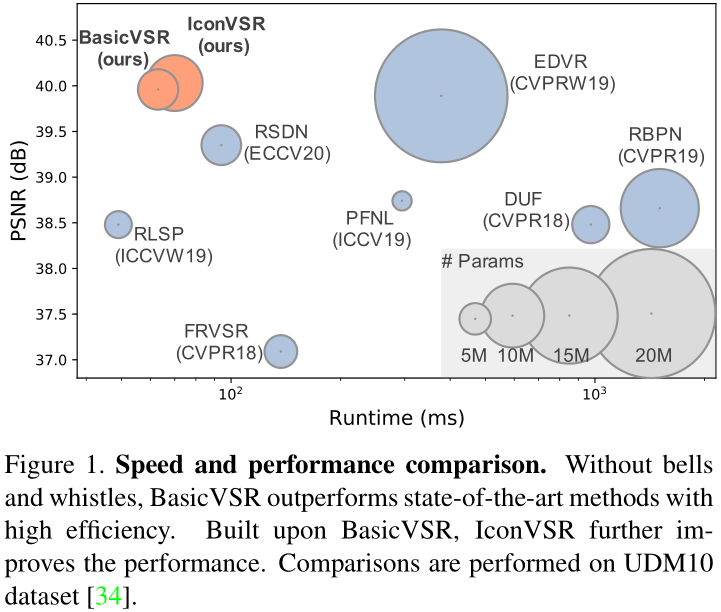 BasicVSR
(ours)
IconVSR
(ours)
EDVR
(CVPRW19)
RSDN
(ECCV20)
RBPN
(CVPR19)
RLSP
(ICCVW19)
PFNL
(ICCV19)
DUF
(CVPR18)
FRVSR
(CVPR18)
# Params
5M 10M 15M 20M
PSNR (dB)
40.5
40.0
39.5
39.0
38.5
38.0
37.5
37.0
10²
10³
Runtime (ms)
Figure 1. Speed and performance comparison. Without bells
and whistles, BasicVSR outperforms state-of-the-art methods with
high efficiency. Built upon BasicVSR, IconVSR further im-
proves the performance. Comparisons are performed on UDM10
dataset [34].